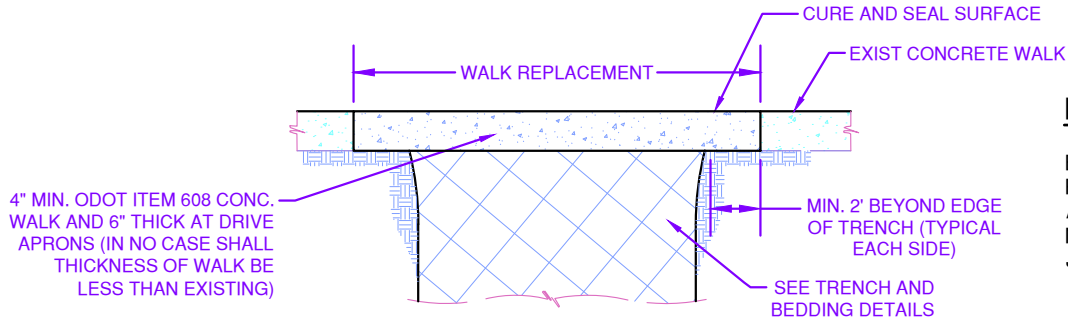 CURE AND SEAL SURFACE
EXIST CONCRETE WALK
WALK REPLACEMENT
4" MIN. ODOT ITEM 608 CONC.
WALK AND 6" THICK AT DRIVE
APRONS (IN NO CASE SHALL
THICKNESS OF WALK BE
LESS THAN EXISTING)
MIN. 2' BEYOND EDGE
OF TRENCH (TYPICAL
EACH SIDE)
SEE TRENCH AND
BEDDING DETAILS